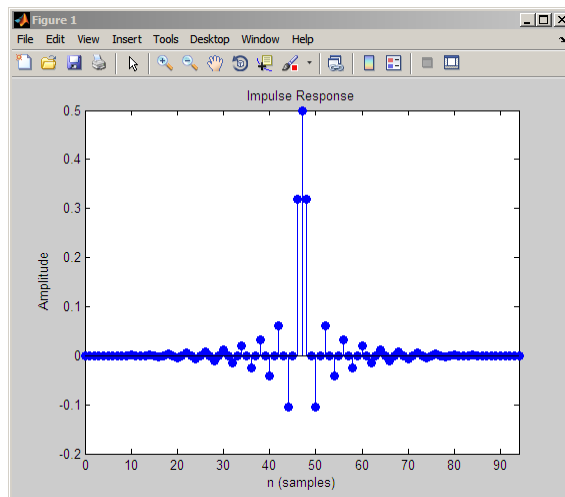 Figure 1
File Edit View Insert Tools Desktop Window Help
Impulse Response
0.5
0.4
0.3
0.2
0.1
0
-0.1
-0.2
Amplitude
0 10 20 30 40 50 60 70 80 90
n (samples)